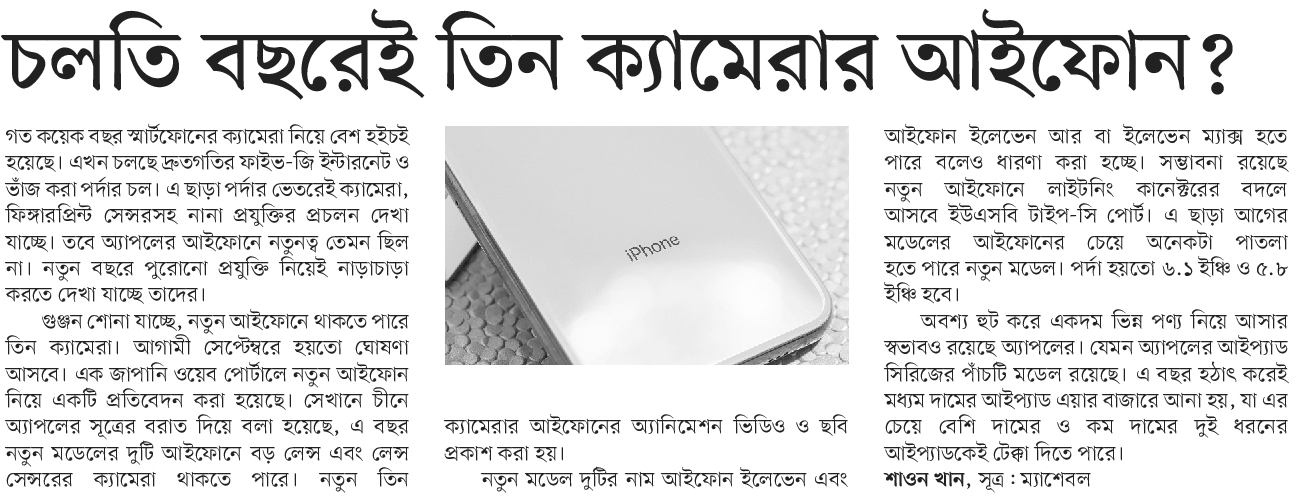 চলতি বছরেই তিন ক্যামেরার আইফোন?
গত কয়েক বছর স্মার্টফোনের ক্যামেরা নিয়ে বেশ হইচই
হয়েছে। এখন চলছে দ্রুতগতির ফাইভ-জি ইন্টারনেট ও
ভাঁজ করা পর্দার চল। এ ছাড়া পর্দার ভেতরেই ক্যামেরা,
ফিঙ্গারপ্রিন্ট সেন্সরসহ নানা প্রযুক্তির প্রচলন দেখা
যাচ্ছে। তবে অ্যাপলের আইফোনে নতুনত্ব তেমন ছিল
না। নতুন বছরে পুরোনো প্রযুক্তি নিয়েই নাড়াচাড়া
করতে দেখা যাচ্ছে তাদের।
গুঞ্জন শোনা যাচ্ছে, নতুন আইফোনে থাকতে পারে
তিন ক্যামেরা। আগামী সেপ্টেম্বরে হয়তো ঘোষণা
আসবে। এক জাপানি ওয়েব পোর্টালে নতুন আইফোন
নিয়ে একটি প্রতিবেদন করা হয়েছে। সেখানে চীনে
অ্যাপলের সূত্রের বরাত দিয়ে বলা হয়েছে, এ বছর
নতুন মডেলের দুটি আইফোনে বড় লেন্স এবং লেন্স
সেন্সরের ক্যামেরা থাকতে পারে। নতুন তিন
iPhone
ক্যামেরার আইফোনের অ্যানিমেশন ভিডিও ও ছবি
প্রকাশ করা হয়।
নতুন মডেল দুটির নাম আইফোন ইলেভেন এবং
আইফোন ইলেভেন আর বা ইলেভেন ম্যাক্স হতে
পারে বলেও ধারণা করা হচ্ছে। সম্ভাবনা রয়েছে
নতুন আইফোনে লাইটনিং কানেক্টরের বদলে
আসবে ইউএসবি টাইপ-সি পোর্ট। এ ছাড়া আগের
মডেলের আইফোনের চেয়ে অনেকটা পাতলা
হতে পারে নতুন মডেল। পর্দা হয়তো ৬.১ ইঞ্চি ও ৫.৮
ইঞ্চি হবে।
অবশ্য হুট করে একদম ভিন্ন পণ্য নিয়ে আসার
স্বভাবও রয়েছে অ্যাপলের। যেমন অ্যাপলের আইপ্যাড
সিরিজের পাঁচটি মডেল রয়েছে। এ বছর হঠাৎ করেই
মধ্যম দামের আইপ্যাড এয়ার বাজারে আনা হয়, যা এর
চেয়ে বেশি দামের ও কম দামের দুই ধরনের
আইপ্যাডকেই টেক্কা দিতে পারে।
শাওন খান, সূত্র : ম্যাশেবল